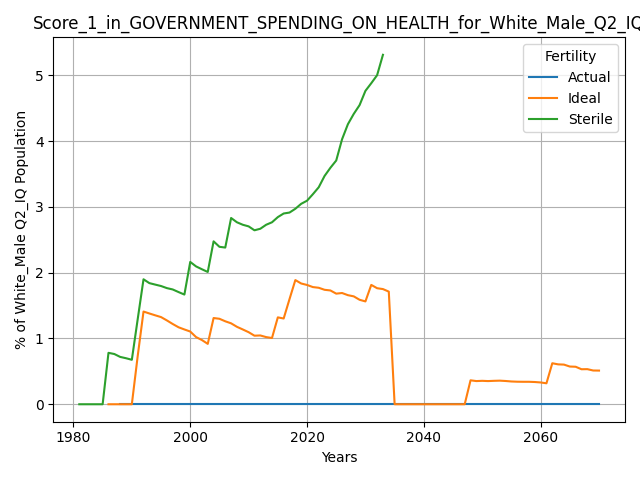 Score_1_in_GOVERNMENT_SPENDING_ON_HEALTH_for_White_Male_Q2_IQ
Fertility
Actual
Ideal
Sterile
% of White_Male Q2_IQ Population
5
4
3
2
1
0
1980 2000 2020 2040 2060
Years